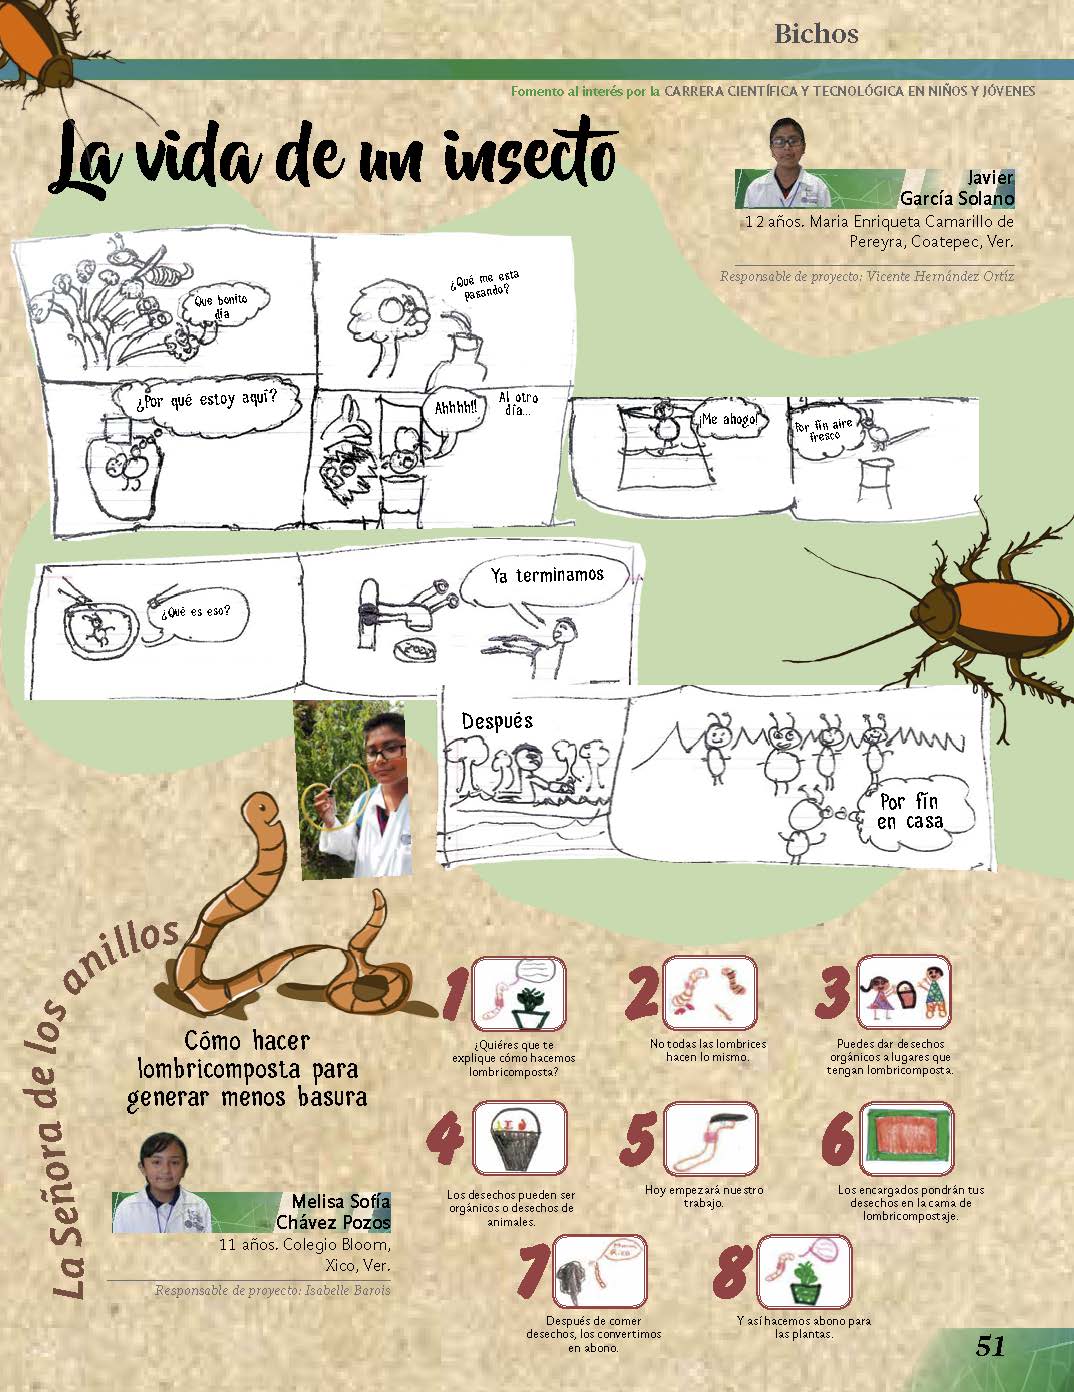 Bichos
Fomento al interés por la CARRERA CIENTÍFICA Y TECNOLÓGICA EN NIÑOS Y JÓVENES
La vida de un insecto
Javier
García Solano
12 años. Maria Enriqueta Camarillo de
Pereyra, Coatepec, Ver.
Responsable de proyecto: Vicente Hernández Ortíz
Que bonito
día
¿Qué me esta
pasando?
¿Por qué estoy aquí?
Ahhhh!!
Al otro
día...
¡Me ahogo!
Por fin aire
fresco
¿Qué es eso?
Ya terminamos
Después
Por fin
en casa
La Señora de los anillos
Cómo hacer
lombricomposta para
generar menos basura
Melisa Sofía
Chávez Pozos
11 años. Colegio Bloom,
Xico, Ver.
Responsable de proyecto: Isabelle Barois
1
¿Quiéres que te
explique cómo hacemos
lombricomposta?
2
No todas las lombrices
hacen lo mismo.
3
Puedes dar desechos
orgánicos a lugares que
tengan lombricomposta.
4
Los desechos pueden ser
orgánicos o desechos de
animales.
5
Hoy empezará nuestro
trabajo.
6
Los encargados pondrán tus
desechos en la cama de
lombricompostaje.
7
Rico
Después de comer
desechos, los convertimos
en abono.
8
Y así hacemos abono para
las plantas.
51